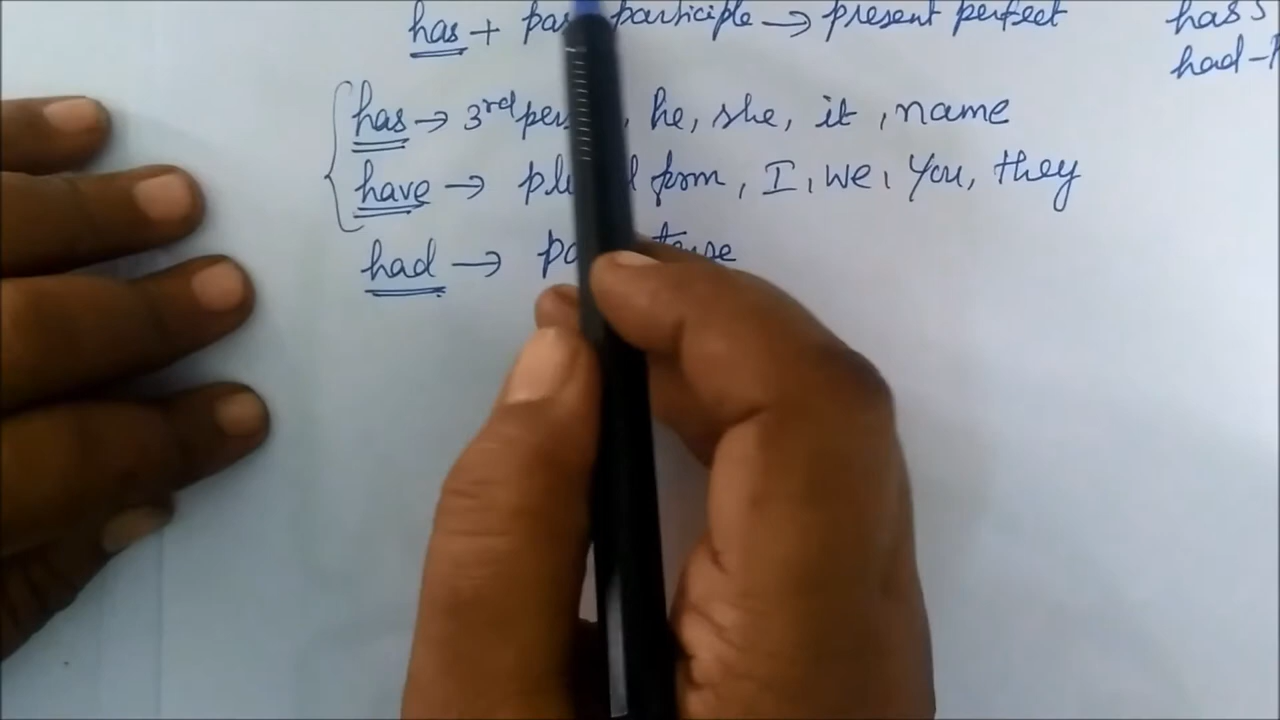 has + participle → present perfect
has → 3rd he, she, it, name
have → form, I, we, you, they
had →
has
had -